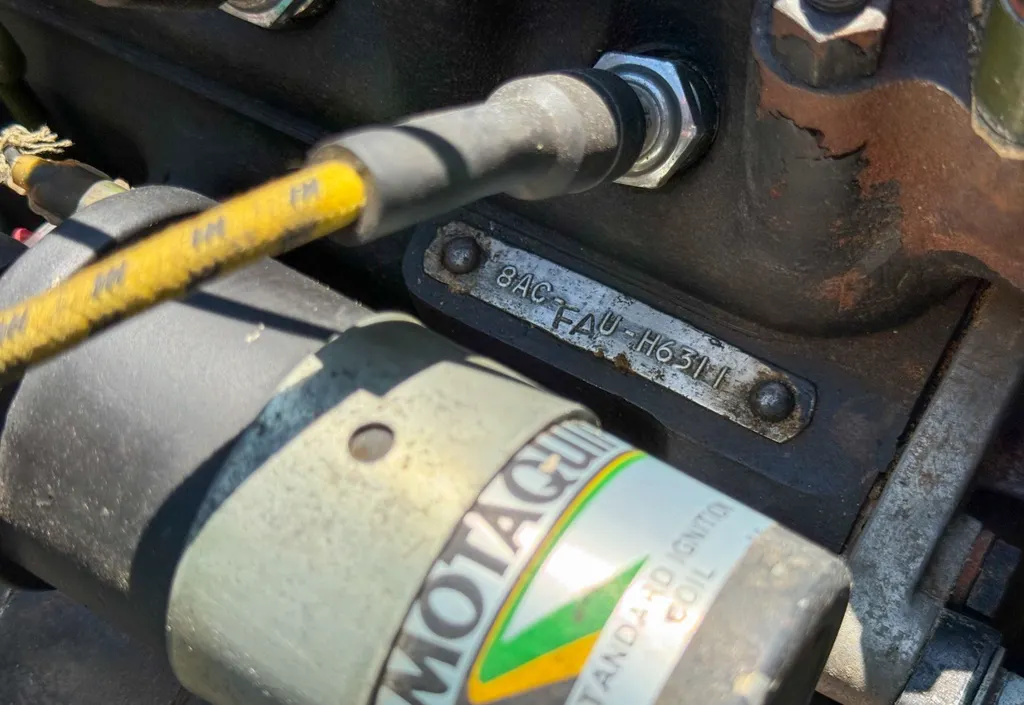 8AC-FAU-H6311
MOTAQUIP
STANDARD IGNITION
COIL